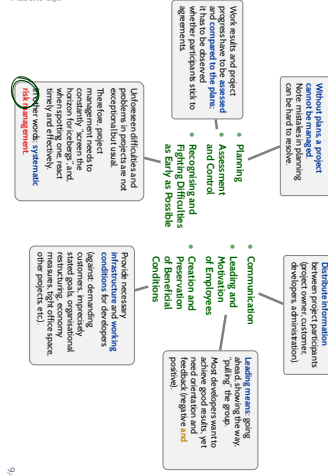 Without plans, a project
cannot be managed.
Note: mistakes in planning
can be hard to resolve.
Distribute information
between project participants
(project owner, customer,
developers, administration).
Work results and project
progress have to be assessed
and compared to the plans;
it has to be observed
whether participants stick to
agreements.
• Planning
• Assessment
and Control
• Recognising and
Fighting Difficulties
as Early as Possible
• Communication
• Leading and
Motivation
of Employees
• Creation and
Preservation
of Beneficial
Conditions
Leading means: going
ahead, showing the way,
"pulling" the group.
Most developers want to
achieve good results, yet
need orientation and
feedback (negative and
positive).
Unforeseen difficulties and
problems in projects are not
exceptional but usual.
Therefore, project
management needs to
constantly "screen the
horizon for icebergs" and,
when spotting one, react
timely and effectively.
In other words: systematic
risk management.
Provide necessary
infrastructure and working
conditions for developers
(against: demanding
customers, imprecisely
stated goals, organisational
restructuring, economy
measures, tight office space,
other projects, etc.).